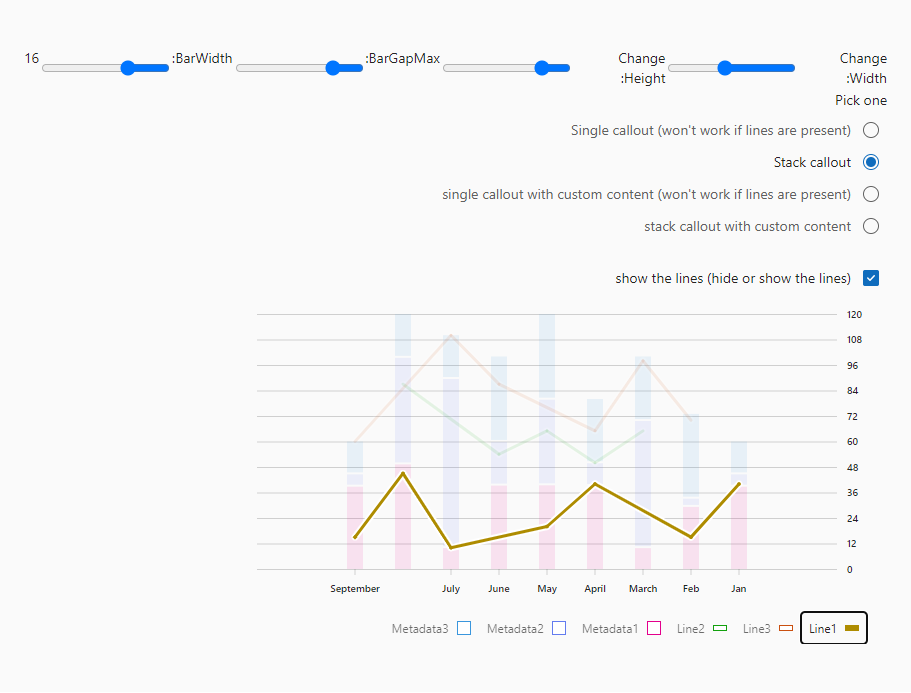 16 :BarWidth :BarGapMax Change :Height Change :Width
Pick one
Single callout (won't work if lines are present)
Stack callout
single callout with custom content (won't work if lines are present)
stack callout with custom content
show the lines (hide or show the lines)
120
108
96
84
72
60
48
36
24
12
0
September July June May April March Feb Jan
Metadata3 Metadata2 Metadata1 Line2 Line3 Line1